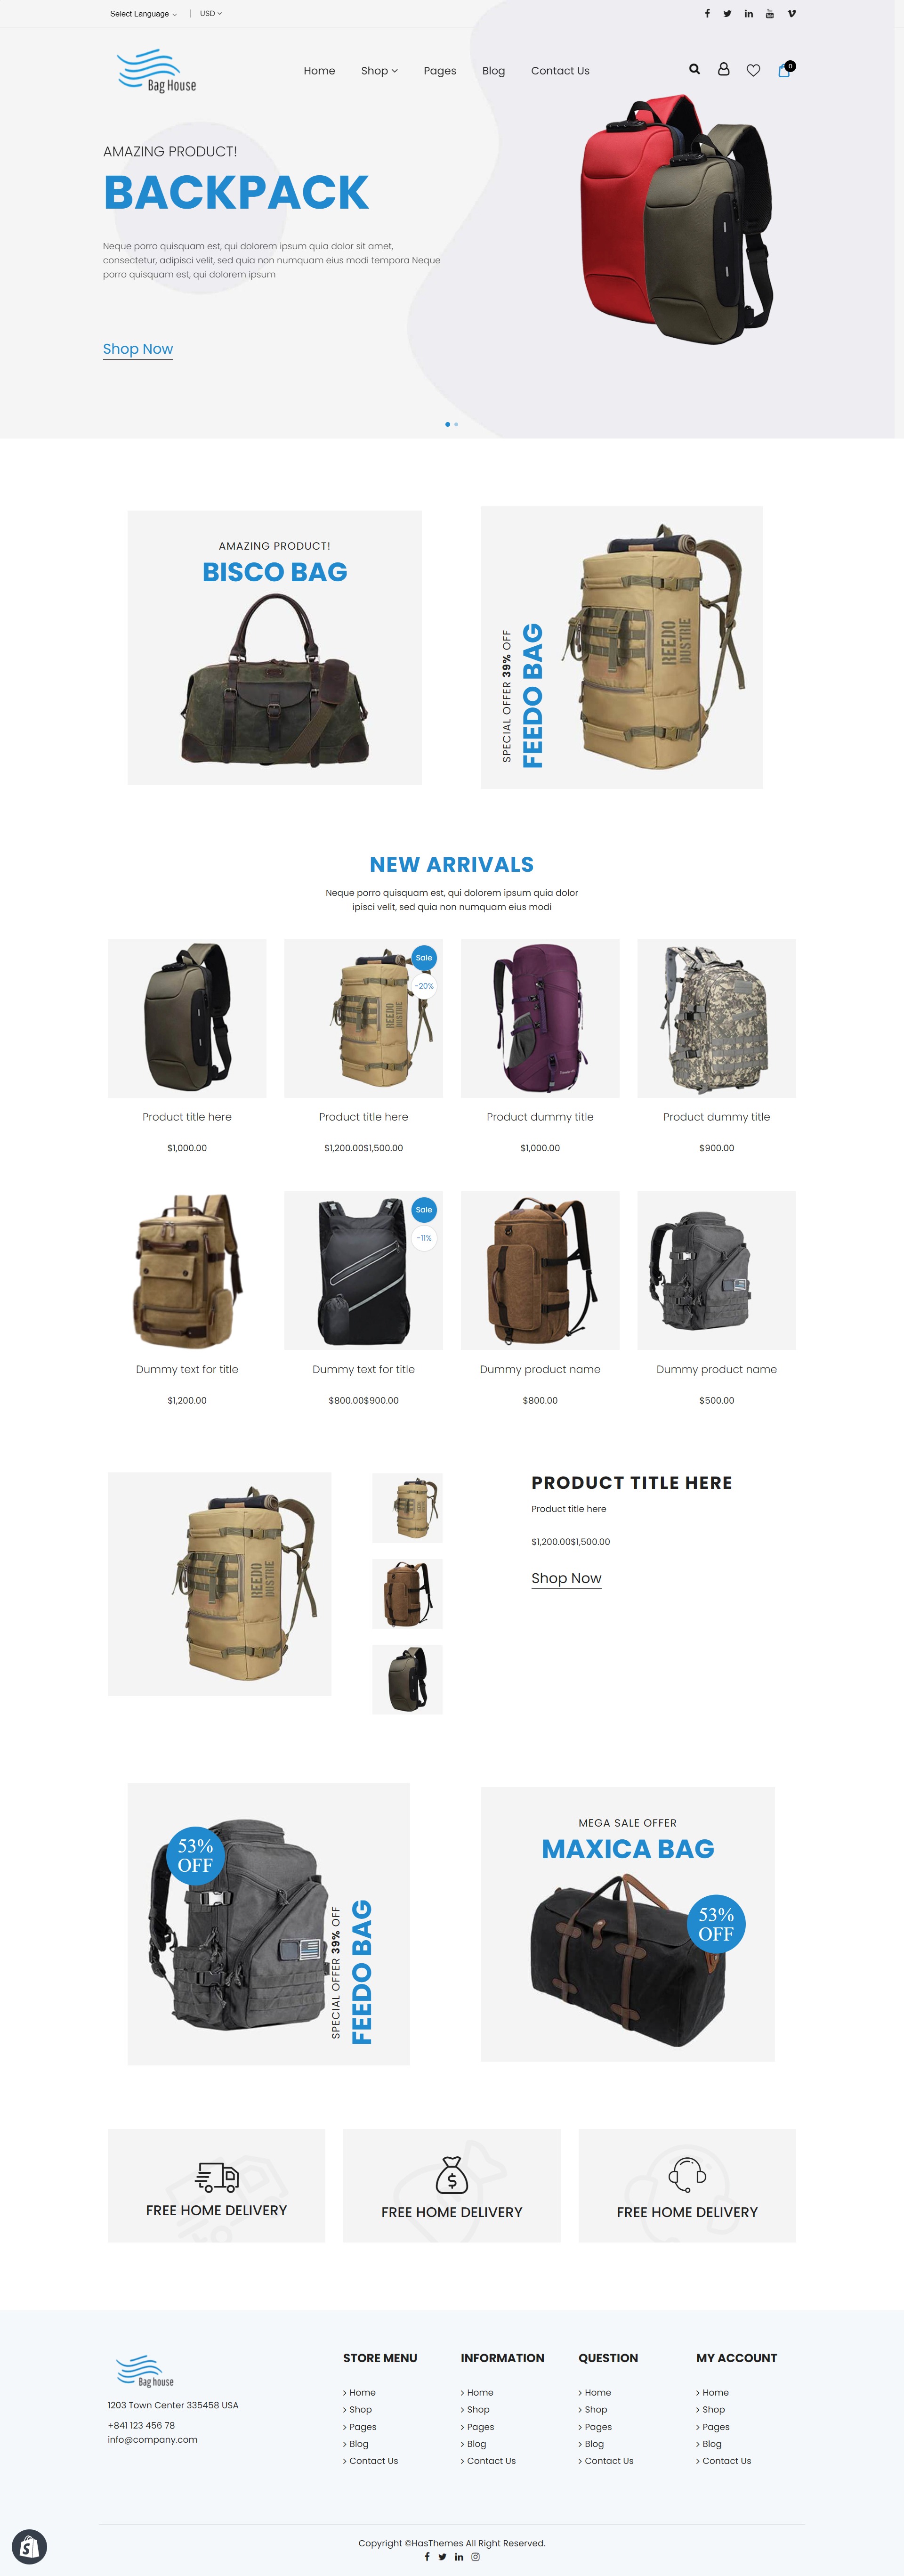 Select Language
USD
Bag House
Home
Shop
Pages
Blog
Contact Us
0
AMAZING PRODUCT!
BACKPACK
Neque porro quisquam est, qui dolorem ipsum quia dolor sit amet,
consectetur, adipisci velit, sed quia non numquam eius modi tempora Neque
porro quisquam est, qui dolorem ipsum
Shop Now
AMAZING PRODUCT!
BISCO BAG
SPECIAL OFFER 39% OFF
FEEDO BAG
REEDO
DUSTRIE
NEW ARRIVALS
Neque porro quisquam est, qui dolorem ipsum quia dolor
ipisci velit, sed quia non numquam eius modi
Sale
-20%
REEDO
DUSTRIE
Product title here
Product title here
Product dummy title
Product dummy title
$1,000.00
$1,200.00$1,500.00
$1,000.00
$900.00
Sale
-11%
Dummy text for title
Dummy text for title
Dummy product name
Dummy product name
$1,200.00
$800.00$900.00
$800.00
$500.00
REEDO
DUSTRIE
PRODUCT TITLE HERE
Product title here
$1,200.00$1,500.00
Shop Now
53%
OFF
SPECIAL OFFER 39% OFF
FEEDO BAG
MEGA SALE OFFER
MAXICA BAG
53%
OFF
FREE HOME DELIVERY
FREE HOME DELIVERY
FREE HOME DELIVERY
Bag house
1203 Town Center 335458 USA
+841 123 456 78
info@company.com
STORE MENU
Home
Shop
Pages
Blog
Contact Us
INFORMATION
Home
Shop
Pages
Blog
Contact Us
QUESTION
Home
Shop
Pages
Blog
Contact Us
MY ACCOUNT
Home
Shop
Pages
Blog
Contact Us
Copyright ©HasThemes All Right Reserved.